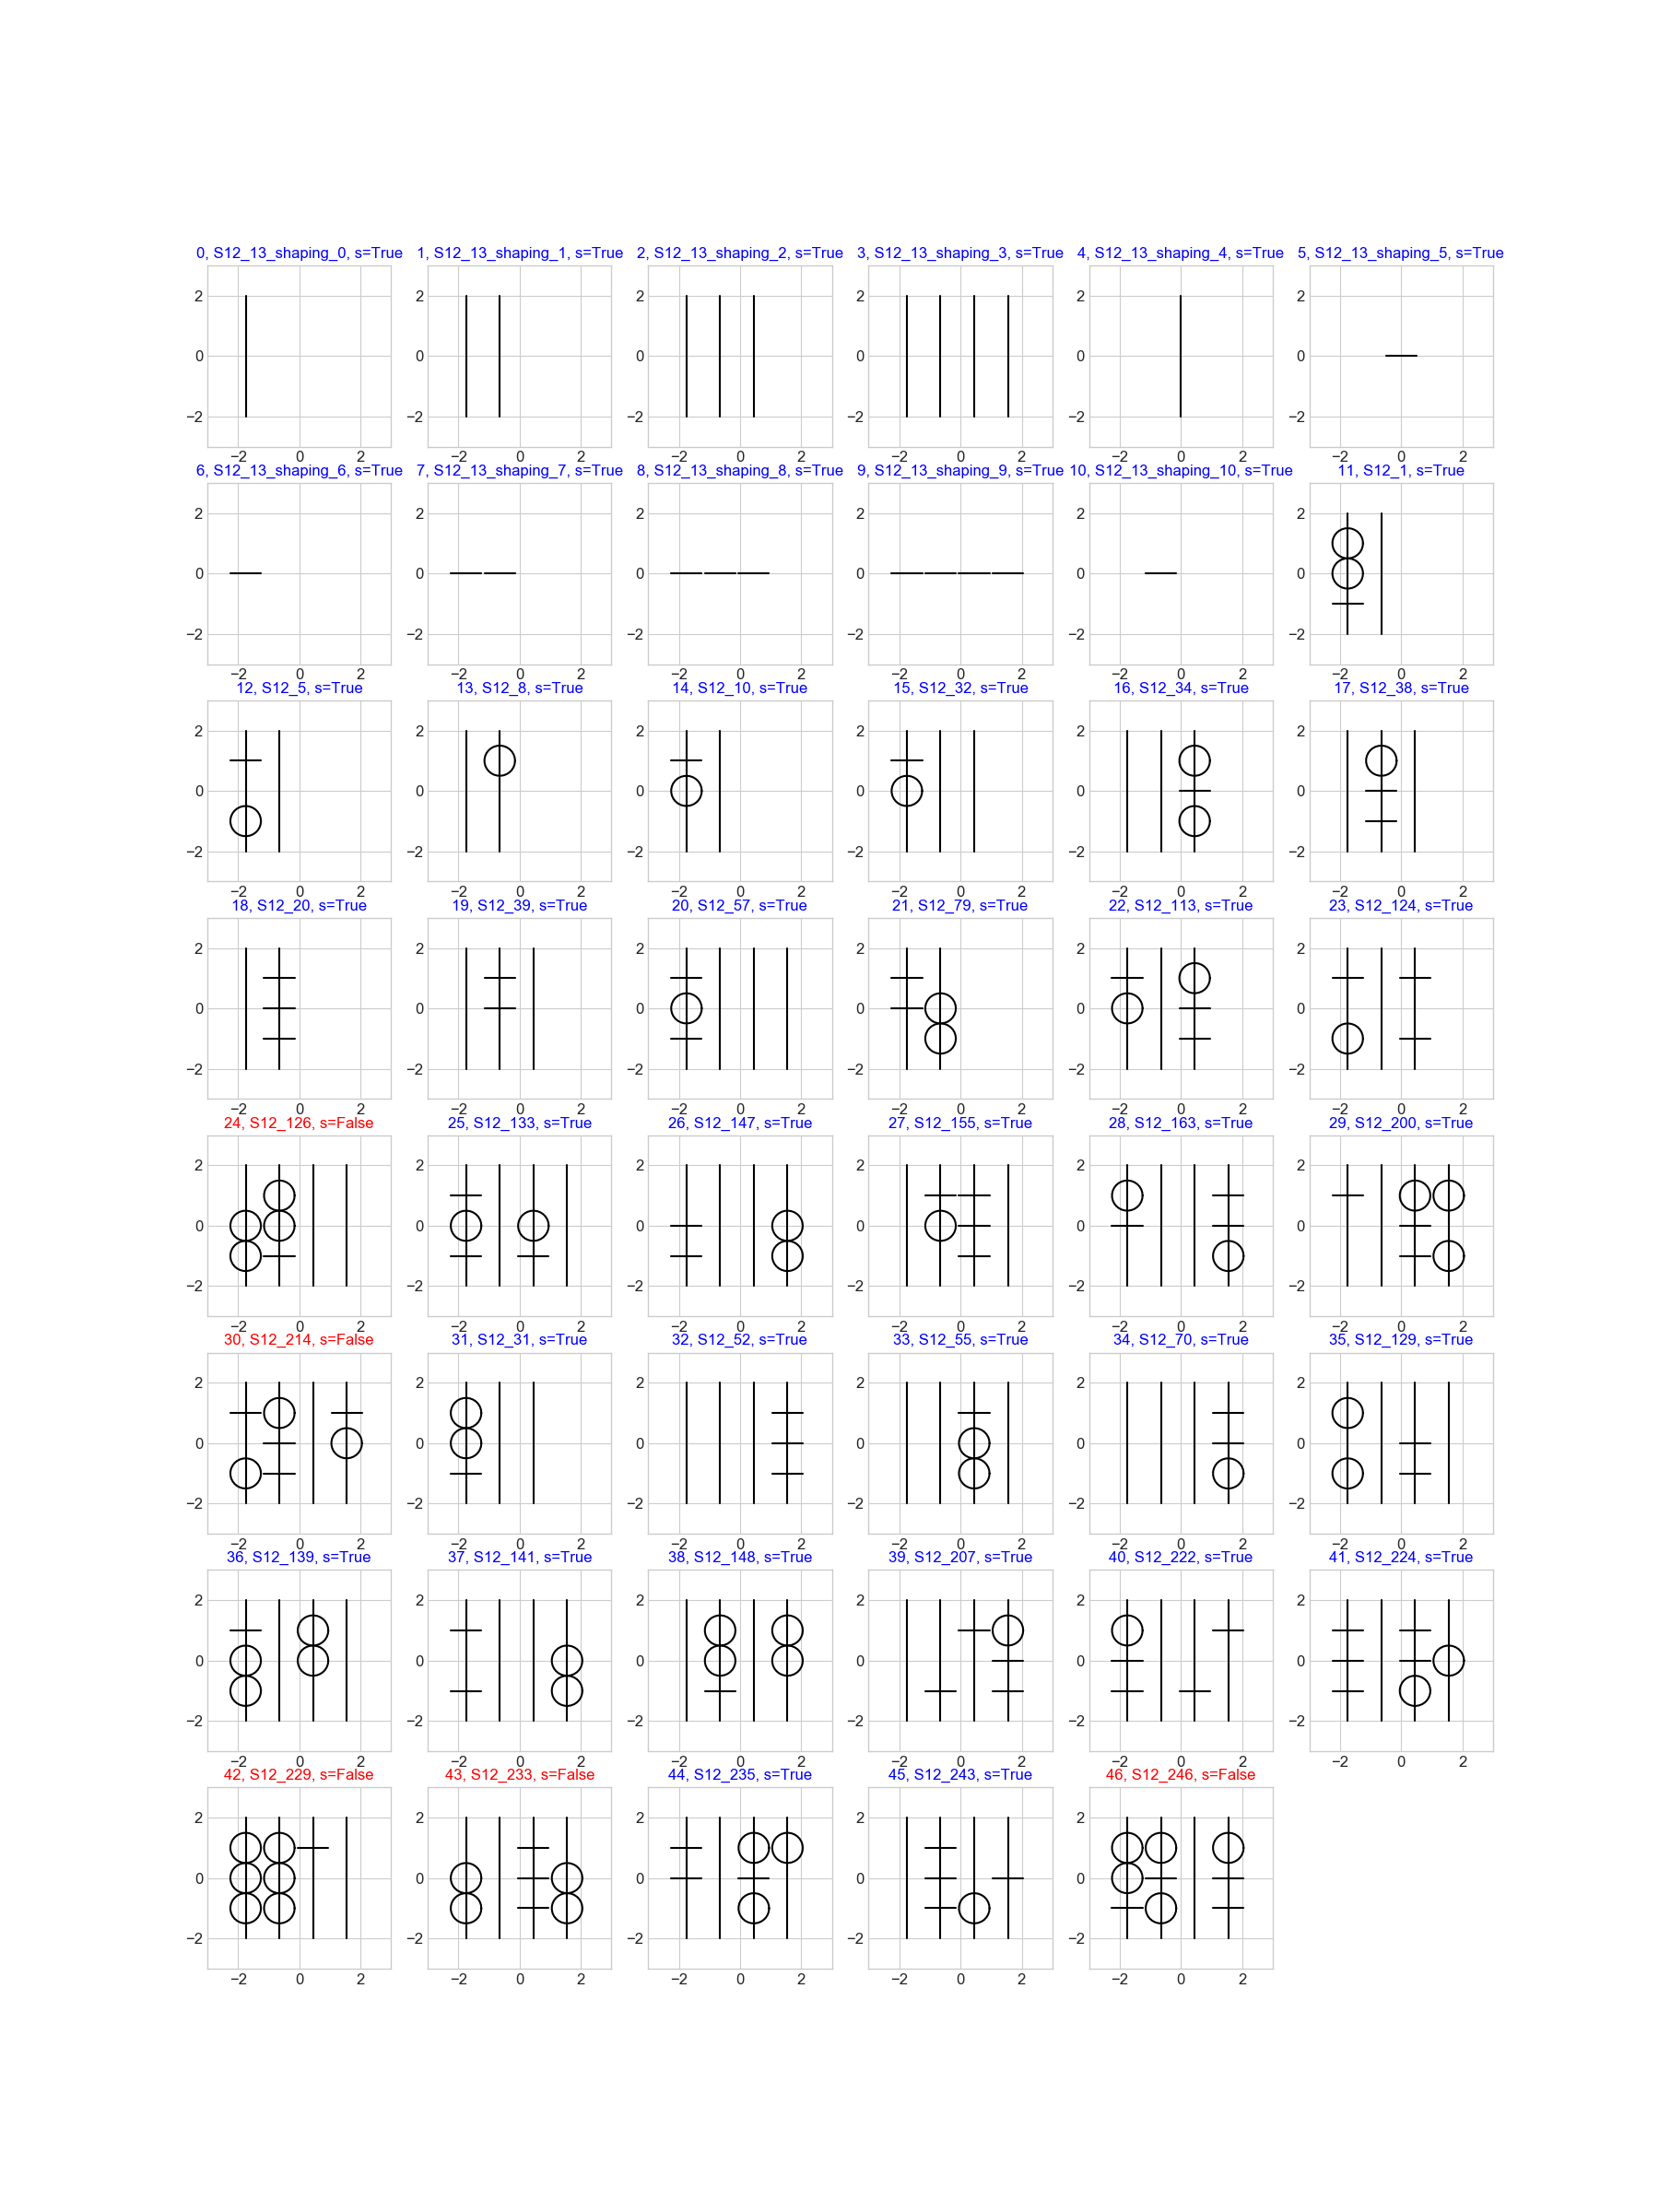 0, S12_13_shaping_0, s=True 1, S12_13_shaping_1, s=True 2, S12_13_shaping_2, s=True 3, S12_13_shaping_3, s=True 4, S12_13_shaping_4, s=True 5, S12_13_shaping_5, s=True
2 2 2 2 2 2
0 0 0 0 0 0
−2 −2 −2 −2 −2 −2
−2 0 2 −2 0 2 −2 0 2 −2 0 2 −2 0 2 −2 0 2
6, S12_13_shaping_6, s=True 7, S12_13_shaping_7, s=True 8, S12_13_shaping_8, s=True 9, S12_13_shaping_9, s=True 10, S12_13_shaping_10, s=True 11, S12_1, s=True
2 2 2 2 2 2
0 0 0 0 0 0
−2 −2 −2 −2 −2 −2
−2 0 2 −2 0 2 −2 0 2 −2 0 2 −2 0 2 −2 0 2
12, S12_5, s=True 13, S12_8, s=True 14, S12_10, s=True 15, S12_32, s=True 16, S12_34, s=True 17, S12_38, s=True
2 2 2 2 2 2
0 0 0 0 0 0
−2 −2 −2 −2 −2 −2
−2 0 2 −2 0 2 −2 0 2 −2 0 2 −2 0 2 −2 0 2
18, S12_20, s=True 19, S12_39, s=True 20, S12_57, s=True 21, S12_79, s=True 22, S12_113, s=True 23, S12_124, s=True
2 2 2 2 2 2
0 0 0 0 0 0
−2 −2 −2 −2 −2 −2
−2 0 2 −2 0 2 −2 0 2 −2 0 2 −2 0 2 −2 0 2
24, S12_126, s=False 25, S12_133, s=True 26, S12_147, s=True 27, S12_155, s=True 28, S12_163, s=True 29, S12_200, s=True
2 2 2 2 2 2
0 0 0 0 0 0
−2 −2 −2 −2 −2 −2
−2 0 2 −2 0 2 −2 0 2 −2 0 2 −2 0 2 −2 0 2
30, S12_214, s=False 31, S12_31, s=True 32, S12_52, s=True 33, S12_55, s=True 34, S12_70, s=True 35, S12_129, s=True
2 2 2 2 2 2
0 0 0 0 0 0
−2 −2 −2 −2 −2 −2
−2 0 2 −2 0 2 −2 0 2 −2 0 2 −2 0 2 −2 0 2
36, S12_139, s=True 37, S12_141, s=True 38, S12_148, s=True 39, S12_207, s=True 40, S12_222, s=True 41, S12_224, s=True
2 2 2 2 2 2
0 0 0 0 0 0
−2 −2 −2 −2 −2 −2
−2 0 2 −2 0 2 −2 0 2 −2 0 2 −2 0 2 −2 0 2
42, S12_229, s=False 43, S12_233, s=False 44, S12_235, s=True 45, S12_243, s=True 46, S12_246, s=False
2 2 2 2 2
0 0 0 0 0
−2 −2 −2 −2 −2
−2 0 2 −2 0 2 −2 0 2 −2 0 2 −2 0 2